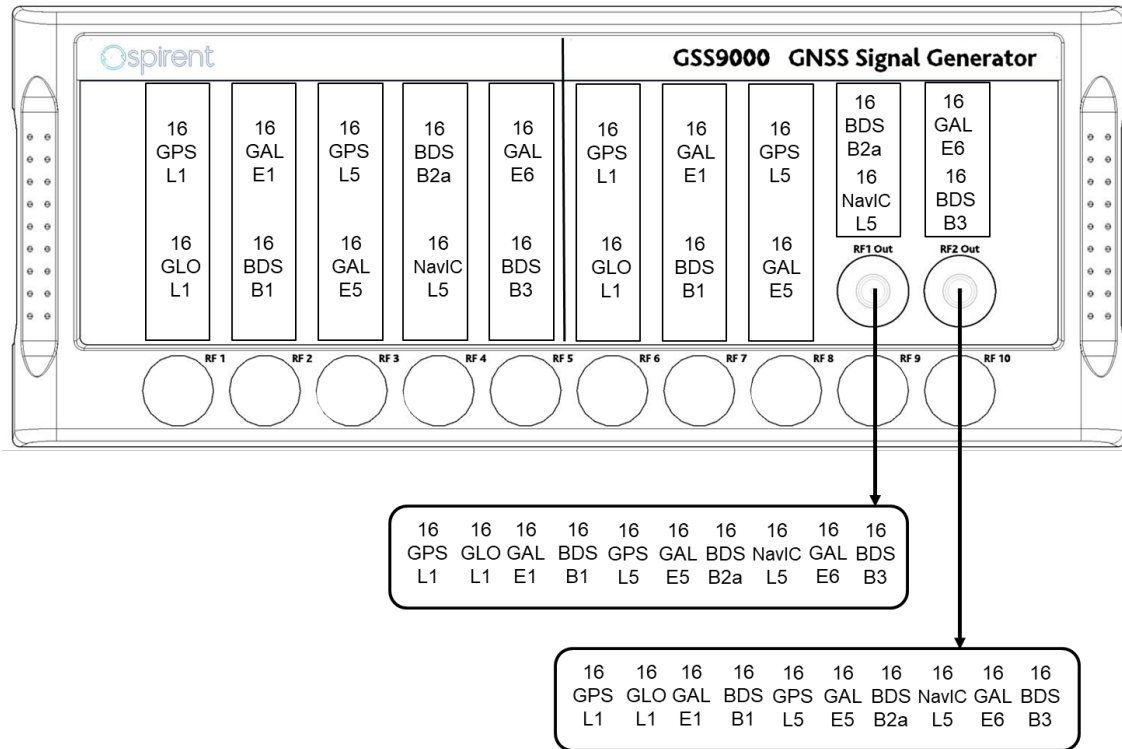 spirent
GSS9000 GNSS Signal Generator
16 GPS L1
16 GLO L1
16 GAL E1
16 BDS B1
16 GPS L5
16 GAL E5
16 BDS B2a
16 NavIC L5
16 GAL E6
16 BDS B3
16 GPS L1
16 GLO L1
16 GAL E1
16 BDS B1
16 GPS L5
16 GAL E5
16 BDS B2a
16 NavIC L5
16 GAL E6
16 BDS B3
RF1 Out
RF2 Out
RF 1 RF 2 RF 3 RF 4 RF 5 RF 6 RF 7 RF 8 RF 9 RF 10
16 16 16 16 16 16 16 16 16 16
GPS GLO GAL BDS GPS GAL BDS NavIC GAL BDS
L1 L1 E1 B1 L5 E5 B2a L5 E6 B3
16 16 16 16 16 16 16 16 16 16
GPS GLO GAL BDS GPS GAL BDS NavIC GAL BDS
L1 L1 E1 B1 L5 E5 B2a L5 E6 B3